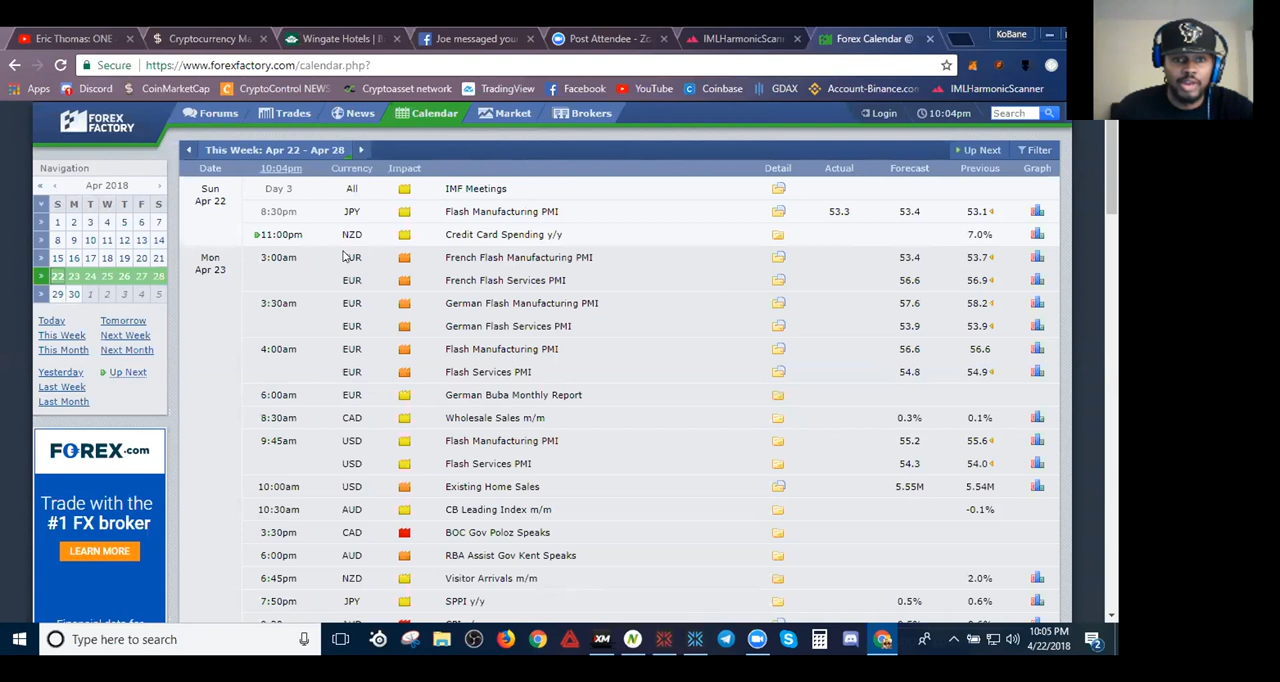 Eric Thomas: ONE
Cryptocurrency Ma
Wingate Hotels | B
Joe messaged you
Post Attendee - Zo
IMLHarmonicScan
Forex Calendar @
KoBane
Secure https://www.forexfactory.com/calendar.php?
Apps Discord CoinMarketCap CryptoControl NEWS Cryptoasset network TradingView Facebook YouTube Coinbase GDAX Account-Binance.com IMLHarmonicScanner
FOREX FACTORY
Forums Trades News Calendar Market Brokers Login 10:04pm Search
This Week: Apr 22 - Apr 28 Up Next Filter
Navigation
Date 10:04pm Currency Impact Detail Actual Forecast Previous Graph
Apr 2018
S M T W T F S
1 2 3 4 5 6 7
8 9 10 11 12 13 14
15 16 17 18 19 20 21
22 23 24 25 26 27 28
29 30 1 2 3 4 5
Today Tomorrow
This Week Next Week
This Month Next Month
Yesterday Up Next
Last Week
Last Month
FOREX.com
Trade with the
#1 FX broker
LEARN MORE
Sun Apr 22 Day 3 All IMF Meetings
8:30pm JPY Flash Manufacturing PMI 53.3 53.4 53.1
11:00pm NZD Credit Card Spending y/y 7.0%
Mon Apr 23 3:00am EUR French Flash Manufacturing PMI 53.4 53.7
EUR French Flash Services PMI 56.6 56.9
3:30am EUR German Flash Manufacturing PMI 57.6 58.2
EUR German Flash Services PMI 53.9 53.9
4:00am EUR Flash Manufacturing PMI 56.6 56.6
EUR Flash Services PMI 54.8 54.9
6:00am EUR German Buba Monthly Report
8:30am CAD Wholesale Sales m/m 0.3% 0.1%
9:45am USD Flash Manufacturing PMI 55.2 55.6
USD Flash Services PMI 54.3 54.0
10:00am USD Existing Home Sales 5.55M 5.54M
10:30am AUD CB Leading Index m/m -0.1%
3:30pm CAD BOC Gov Poloz Speaks
6:00pm AUD RBA Assist Gov Kent Speaks
6:45pm NZD Visitor Arrivals m/m 2.0%
7:50pm JPY SPPI y/y 0.5% 0.6%
Type here to search
XM
10:05 PM
4/22/2018
2